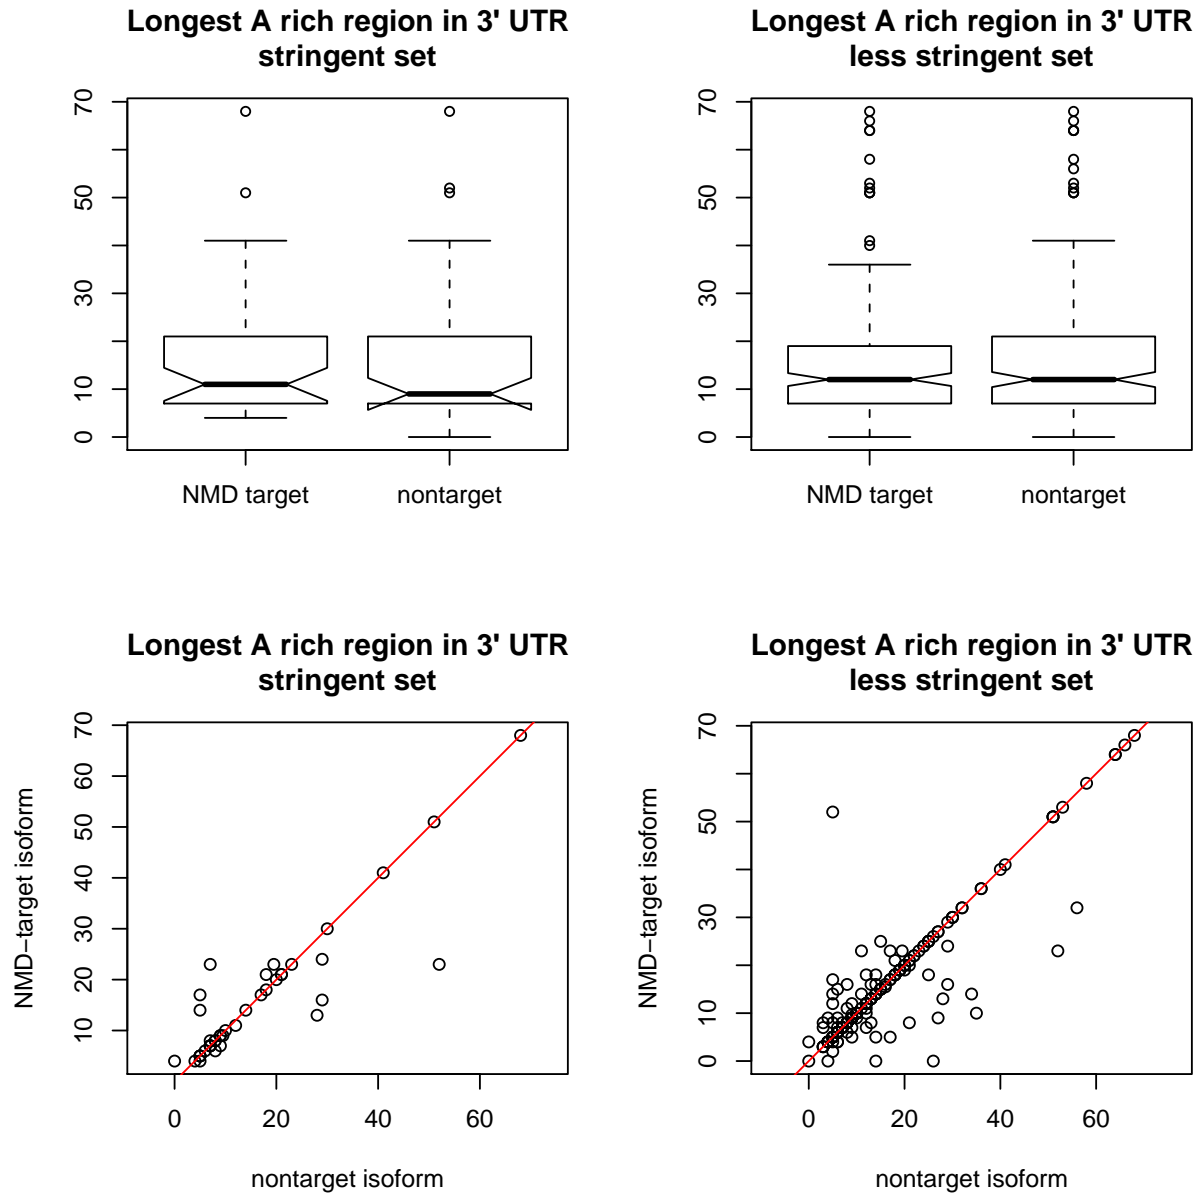 Longest A rich region in 3' UTR
stringent set
70
50
30
10
0
NMD target
nontarget
Longest A rich region in 3' UTR
less stringent set
70
50
30
10
0
NMD target
nontarget
Longest A rich region in 3' UTR
stringent set
NMD−target isoform
70
60
50
40
30
20
10
0
20
40
60
nontarget isoform
Longest A rich region in 3' UTR
less stringent set
NMD−target isoform
70
50
30
10
0
0
20
40
60
nontarget isoform